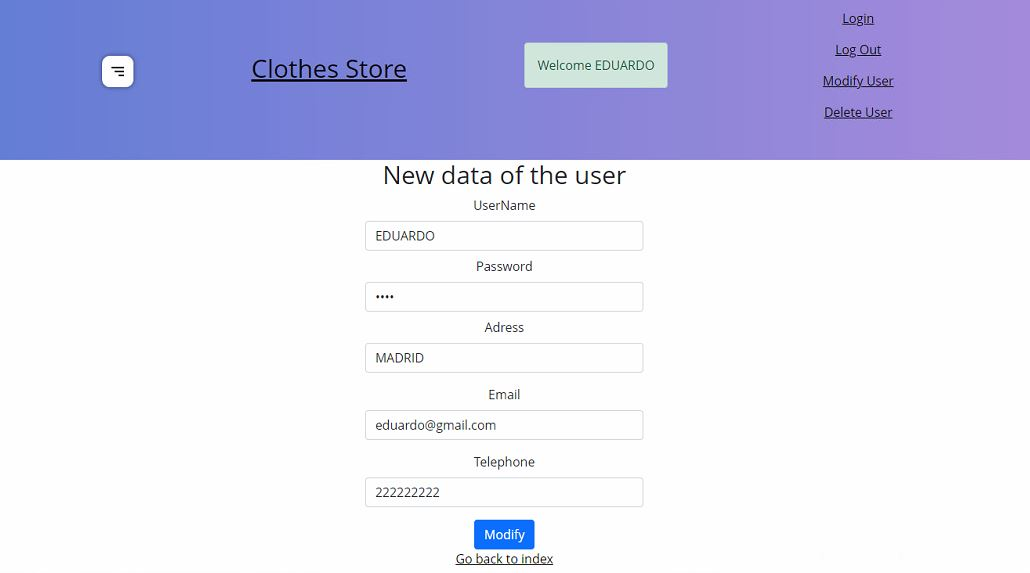 Login
Log Out
Modify User
Delete User
Clothes Store
Welcome EDUARDO
New data of the user
UserName
EDUARDO
Password
••••
Adress
MADRID
Email
eduardo@gmail.com
Telephone
222222222
Modify
Go back to index